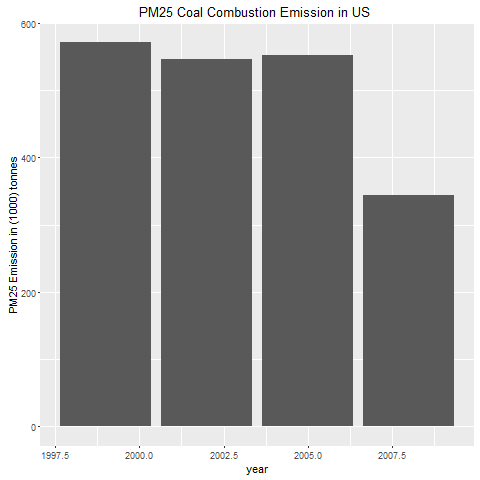 PM25 Coal Combustion Emission in US
PM25 Emission in (1000) tonnes
600
400
200
0
1997.5 2000.0 2002.5 2005.0 2007.5
year